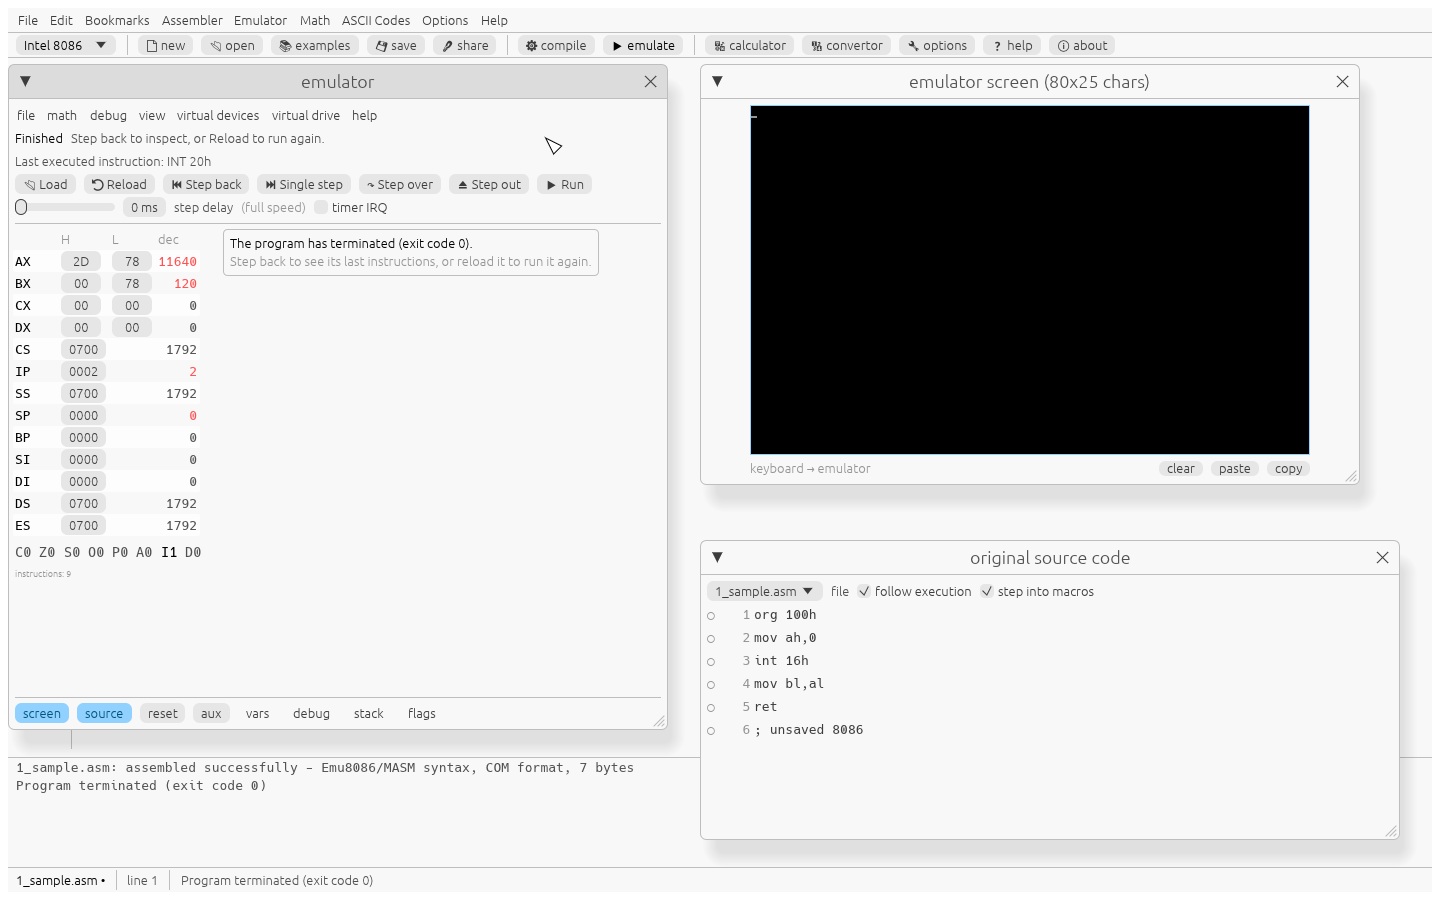 File Edit Bookmarks Assembler Emulator Math ASCII Codes Options Help
Intel 8086 new open examples save share compile emulate calculator convertor options help about
emulator
file math debug view virtual devices virtual drive help
Finished Step back to inspect, or Reload to run again.
Last executed instruction: INT 20h
Load Reload Step back Single step Step over Step out Run
0 ms step delay (full speed) timer IRQ
H L dec
AX 2D 78 11640
BX 00 78 120
CX 00 00 0
DX 00 00 0
CS 0700 1792
IP 0002 2
SS 0700 1792
SP 0000 0
BP 0000 0
SI 0000 0
DI 0000 0
DS 0700 1792
ES 0700 1792
C0 Z0 S0 O0 P0 A0 I1 D0
instructions: 9
The program has terminated (exit code 0).
Step back to see its last instructions, or reload it to run it again.
screen source reset aux vars debug stack flags
emulator screen (80x25 chars)
keyboard → emulator clear paste copy
original source code
1_sample.asm file follow execution step into macros
1 org 100h
2 mov ah,0
3 int 16h
4 mov bl,al
5 ret
6 ; unsaved 8086
1_sample.asm: assembled successfully – Emu8086/MASM syntax, COM format, 7 bytes
Program terminated (exit code 0)
1_sample.asm • line 1 Program terminated (exit code 0)